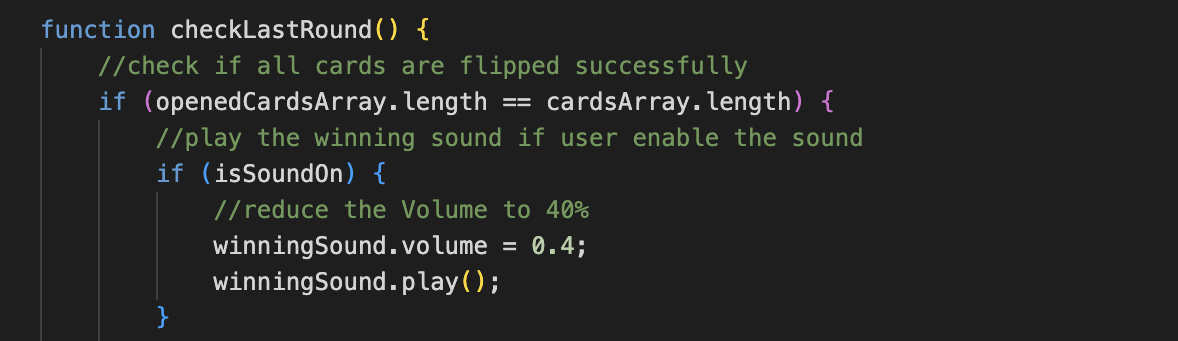 function checkLastRound() {
//check if all cards are flipped successfully
if (openedCardsArray.length == cardsArray.length) {
//play the winning sound if user enable the sound
if (isSoundOn) {
//reduce the Volume to 40%
winningSound.volume = 0.4;
winningSound.play();
}